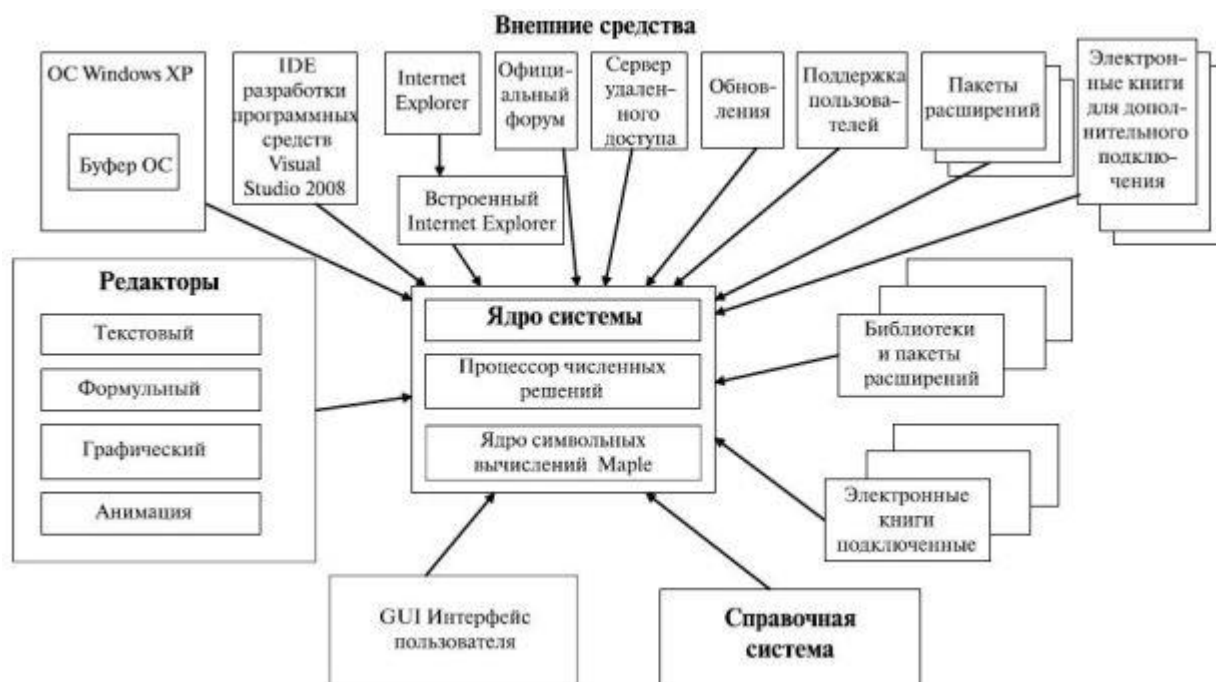 Внешние средства
ОС Windows XP
Буфер ОС
IDE
разработки
программных
средств
Visual
Studio 2008
Internet
Explorer
Встроенный
Internet Explorer
Офици-
альный
форум
Сервер
удален-
ного
доступа
Обнов-
ления
Поддержка
пользова-
телей
Пакеты
расширений
Электрон-
ные книги
для допол-
нительного
подклю-
чения
Редакторы
Текстовый
Формульный
Графический
Анимация
Ядро системы
Процессор численных
решений
Ядро символьных
вычислений Maple
Библиотеки
и пакеты
расширений
Электронные
книги
подключенные
GUI Интерфейс
пользователя
Справочная
система